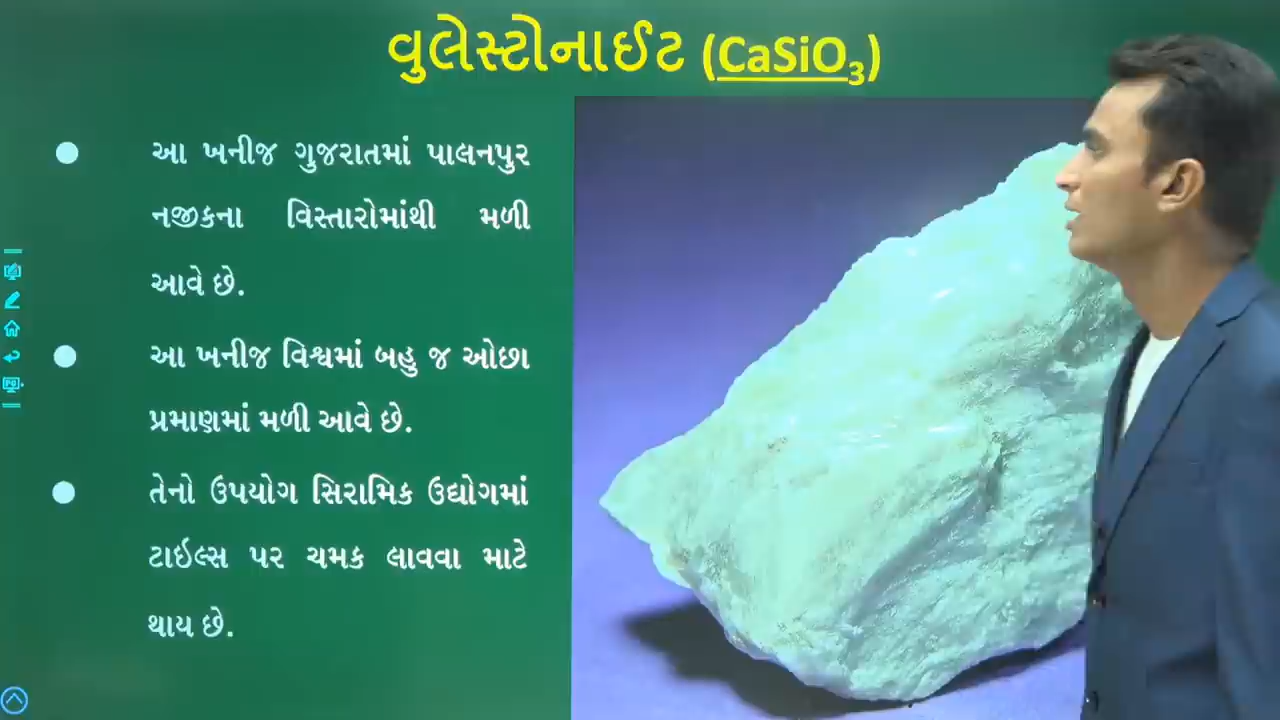 વુલેસ્ટોનાઈટ (CaSiO₃)
આ ખનીજ ગુજરાતમાં પાલનપુર
નજીકના વિસ્તારોમાંથી મળી
આવે છે.
આ ખનીજ વિશ્વમાં બહુ જ ઓછા
પ્રમાણમાં મળી આવે છે.
તેનો ઉપયોગ સિરામિક ઉદ્યોગમાં
ટાઇલ્સ પર ચમક લાવવા માટે
થાય છે.